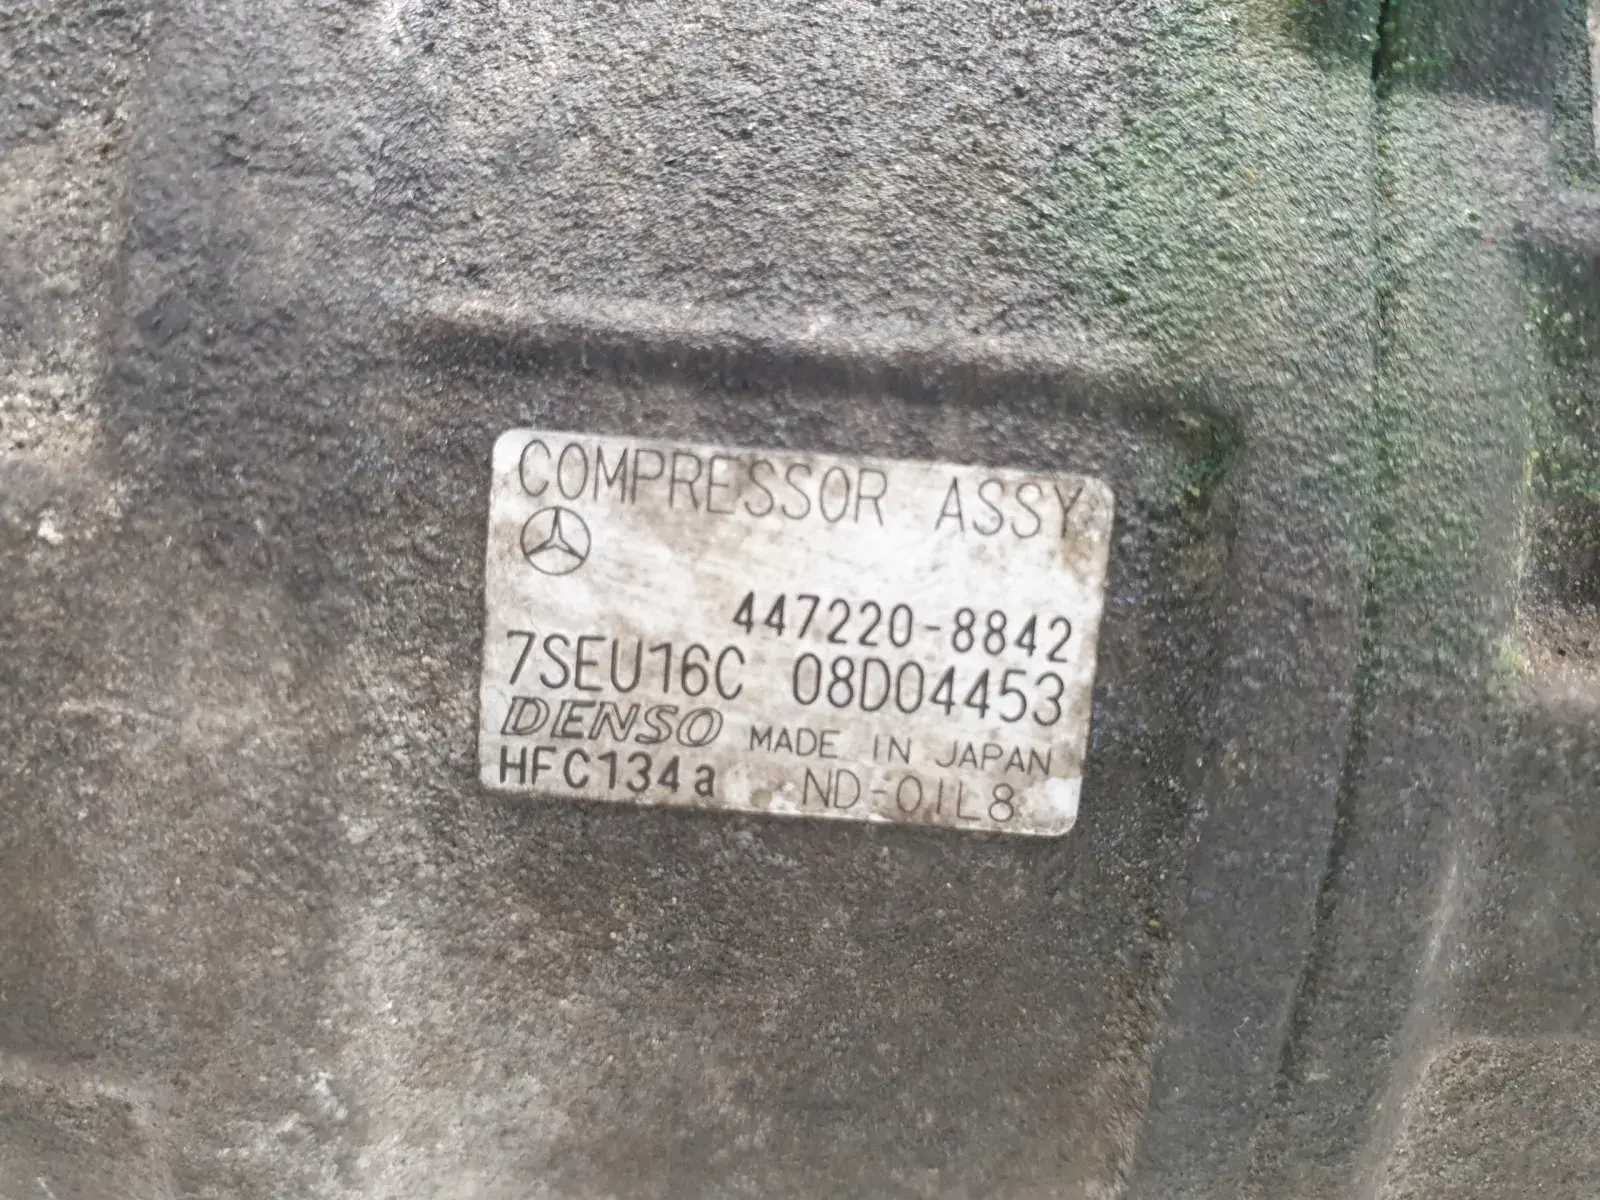 COMPRESSOR ASSY
447220-8842
7SEU16C 08D04453
DENSO MADE IN JAPAN
HFC134a ND-OIL8